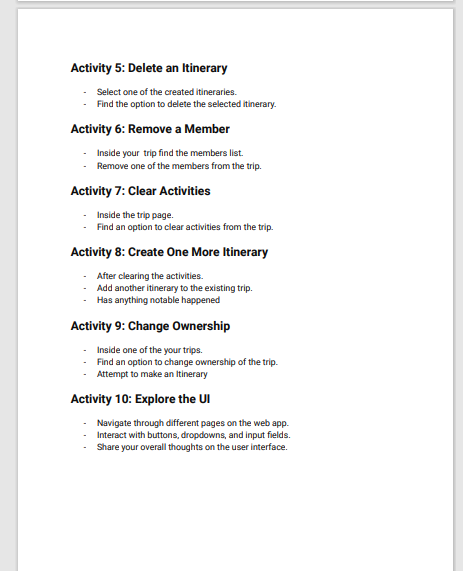 Activity 5: Delete an Itinerary
- Select one of the created itineraries.
- Find the option to delete the selected itinerary.
Activity 6: Remove a Member
- Inside your trip find the members list.
- Remove one of the members from the trip.
Activity 7: Clear Activities
- Inside the trip page.
- Find an option to clear activities from the trip.
Activity 8: Create One More Itinerary
- After clearing the activities.
- Add another itinerary to the existing trip.
- Has anything notable happened
Activity 9: Change Ownership
- Inside one of the your trips.
- Find an option to change ownership of the trip.
- Attempt to make an Itinerary
Activity 10: Explore the UI
- Navigate through different pages on the web app.
- Interact with buttons, dropdowns, and input fields.
- Share your overall thoughts on the user interface.